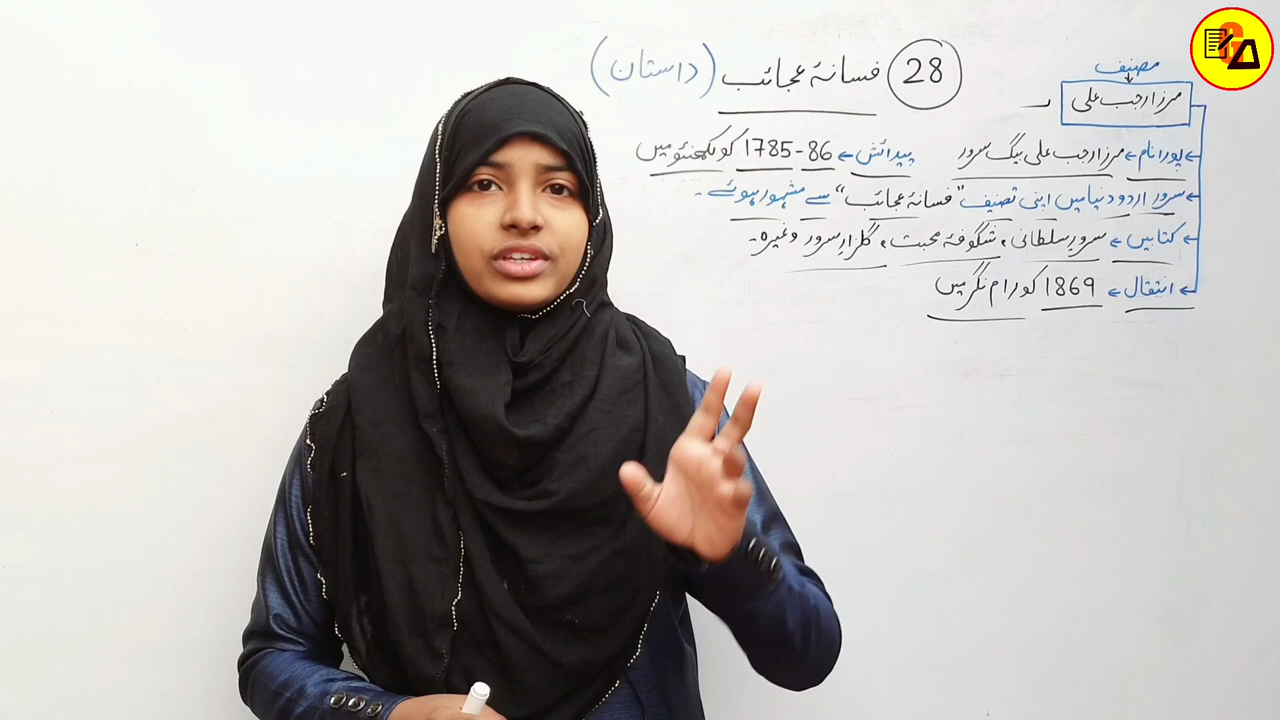 28 فسانۂ عجائب (داستان)
مصنف
مرزا رجب علی
پورا نام ← مرزا رجب علی بیگ سرور
پیدائش ← 86-1785 کو لکھنئو میں
سرور اردو دنیا میں اپنی تصنیف "فسانۂ عجائب" سے مشہور ہوئے۔
کتابیں ← سرورِ سلطانی، شگوفۂ محبت، گلزارِ سرور وغیرہ۔
انتقال ← 1869 کو رام نگر میں